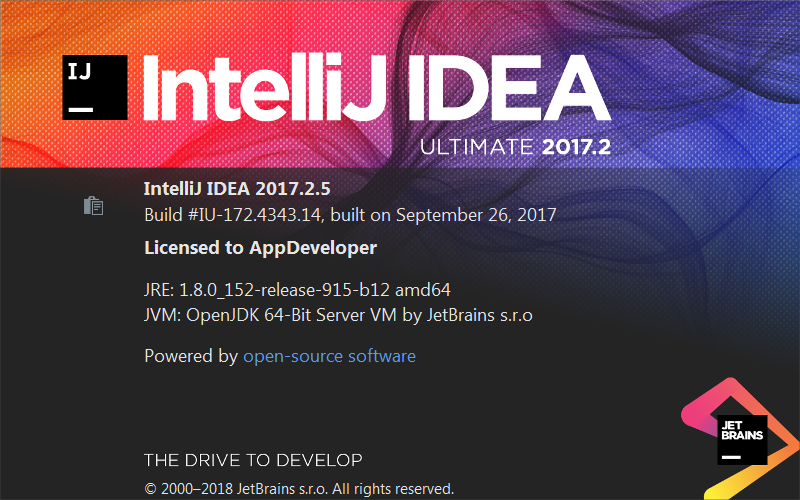 IJ
IntelliJ IDEA
ULTIMATE 2017.2
IntelliJ IDEA 2017.2.5
Build #IU-172.4343.14, built on September 26, 2017
Licensed to AppDeveloper
JRE: 1.8.0_152-release-915-b12 amd64
JVM: OpenJDK 64-Bit Server VM by JetBrains s.r.o
Powered by open-source software
JET
BRAINS
THE DRIVE TO DEVELOP
© 2000–2018 JetBrains s.r.o. All rights reserved.